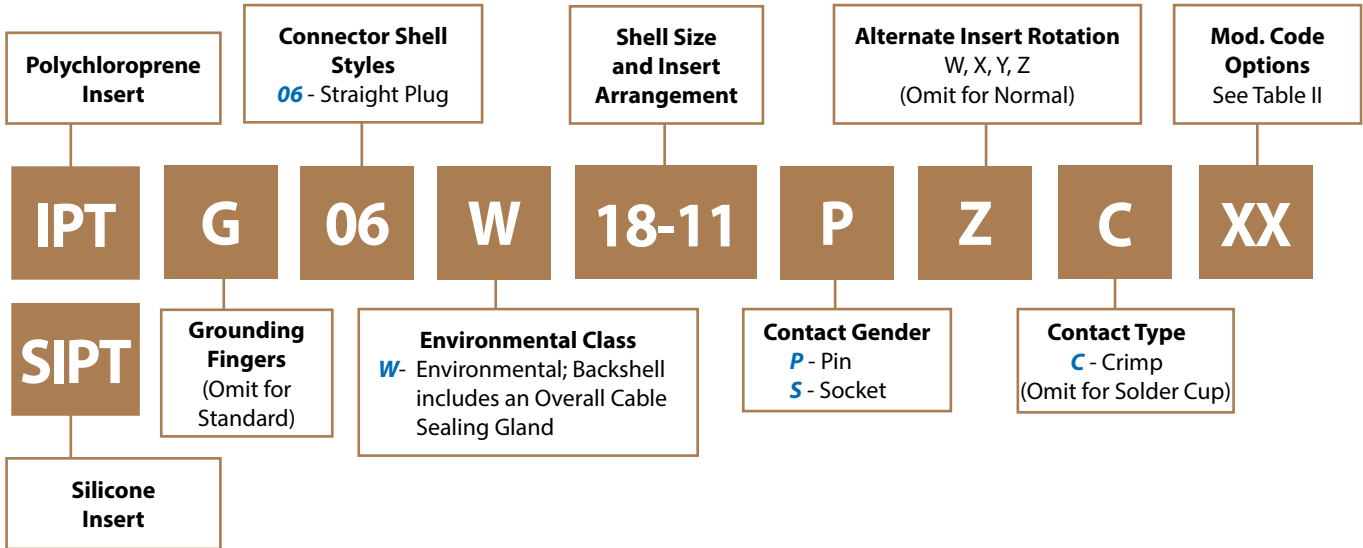 Polychloroprene
Insert
Connector Shell
Styles
06 - Straight Plug
Shell Size
and Insert
Arrangement
Alternate Insert Rotation
W, X, Y, Z
(Omit for Normal)
Mod. Code
Options
See Table II
IPT G 06 W 18-11 P Z C XX
SIPT
Grounding
Fingers
(Omit for
Standard)
Environmental Class
W- Environmental; Backshell
includes an Overall Cable
Sealing Gland
Contact Gender
P - Pin
S - Socket
Contact Type
C - Crimp
(Omit for Solder Cup)
Silicone
Insert